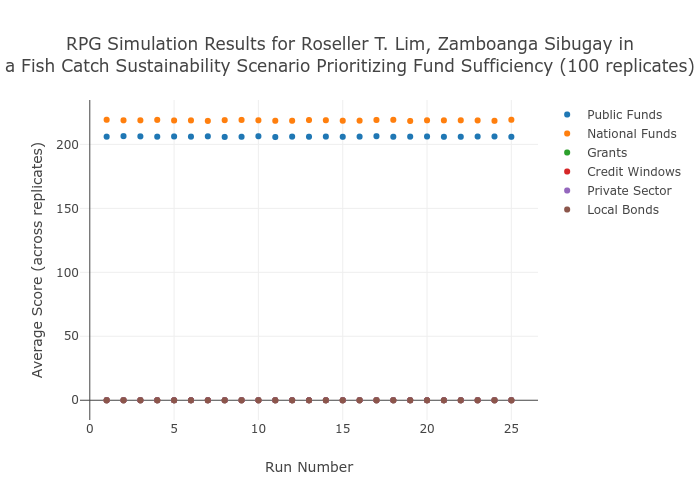 RPG Simulation Results for Roseller T. Lim, Zamboanga Sibugay in
a Fish Catch Sustainability Scenario Prioritizing Fund Sufficiency (100 replicates)
Average Score (across replicates)
200
150
100
50
0
0 5 10 15 20 25
Run Number
Public Funds
National Funds
Grants
Credit Windows
Private Sector
Local Bonds